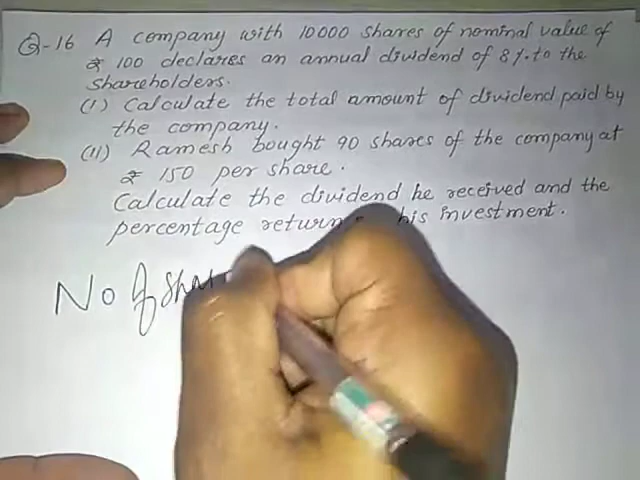 Q-16 A company with 10000 shares of nominal value of
₹ 100 declares an annual dividend of 8%. to the
shareholders.
(I) Calculate the total amount of dividend paid by
the company.
(II) Ramesh bought 90 shares of the company at
₹ 150 per share.
Calculate the dividend he received and the
percentage return his investment.
No of Shar